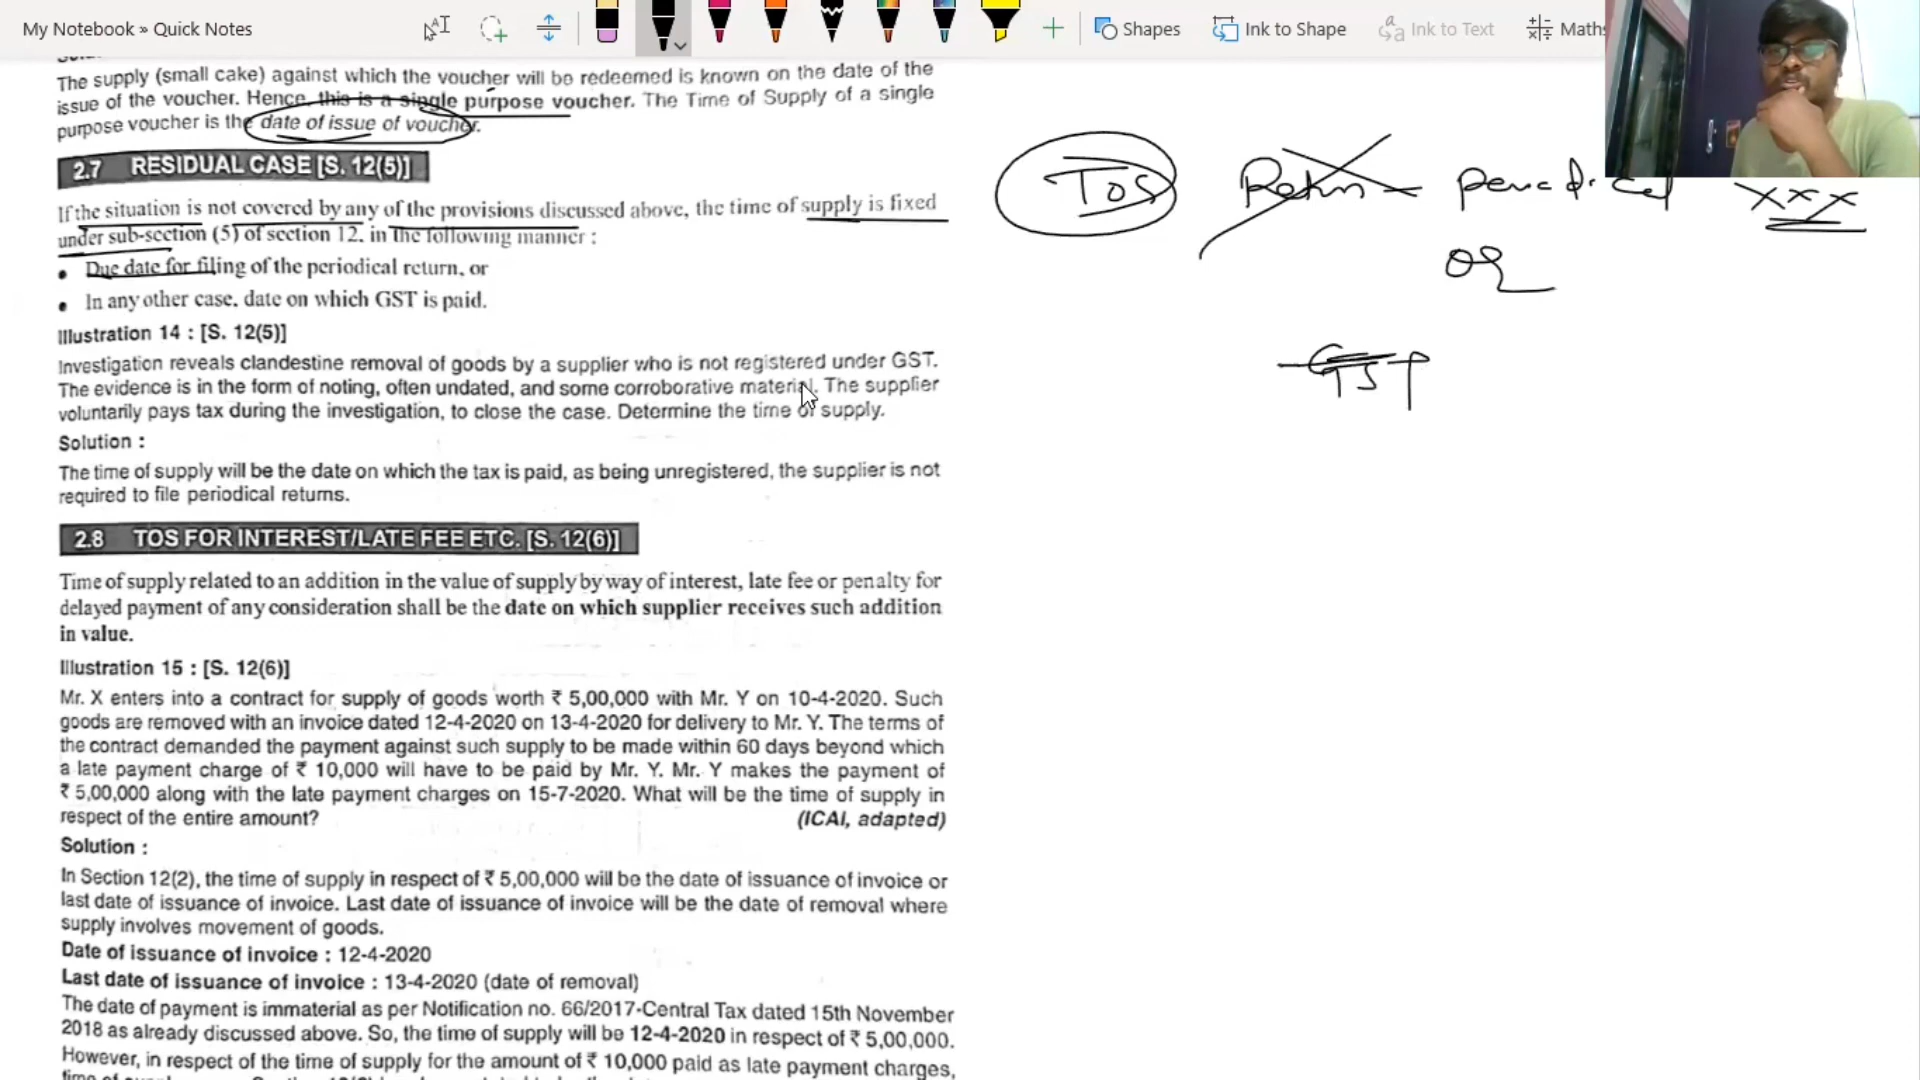 My Notebook » Quick Notes
Shapes
Ink to Shape
Ink to Text
Maths
The supply (small cake) against which the voucher will be redeemed is known on the date of the
issue of the voucher. Hence, this is a single purpose voucher. The Time of Supply of a single
purpose voucher is the date of issue of voucher.
2.7 RESIDUAL CASE [S. 12(5)]
If the situation is not covered by any of the provisions discussed above, the time of supply is fixed
under sub-section (5) of section 12, in the following manner :
• Due date for filing of the periodical return, or
• In any other case, date on which GST is paid.
Illustration 14 : [S. 12(5)]
Investigation reveals clandestine removal of goods by a supplier who is not registered under GST.
The evidence is in the form of noting, often undated, and some corroborative material. The supplier
voluntarily pays tax during the investigation, to close the case. Determine the time of supply.
Solution :
The time of supply will be the date on which the tax is paid, as being unregistered, the supplier is not
required to file periodical returns.
2.8 TOS FOR INTEREST/LATE FEE ETC. [S. 12(6)]
Time of supply related to an addition in the value of supply by way of interest, late fee or penalty for
delayed payment of any consideration shall be the date on which supplier receives such addition
in value.
Illustration 15 : [S. 12(6)]
Mr. X enters into a contract for supply of goods worth ₹ 5,00,000 with Mr. Y on 10-4-2020. Such
goods are removed with an invoice dated 12-4-2020 on 13-4-2020 for delivery to Mr. Y. The terms of
the contract demanded the payment against such supply to be made within 60 days beyond which
a late payment charge of ₹ 10,000 will have to be paid by Mr. Y. Mr. Y makes the payment of
₹ 5,00,000 along with the late payment charges on 15-7-2020. What will be the time of supply in
respect of the entire amount? (ICAI, adapted)
Solution :
In Section 12(2), the time of supply in respect of ₹ 5,00,000 will be the date of issuance of invoice or
last date of issuance of invoice. Last date of issuance of invoice will be the date of removal where
supply involves movement of goods.
Date of issuance of invoice : 12-4-2020
Last date of issuance of invoice : 13-4-2020 (date of removal)
The date of payment is immaterial as per Notification no. 66/2017-Central Tax dated 15th November
2018 as already discussed above. So, the time of supply will be 12-4-2020 in respect of ₹ 5,00,000.
However, in respect of the time of supply for the amount of ₹ 10,000 paid as late payment charges,
TOS Return periodical xxx
OR
GST